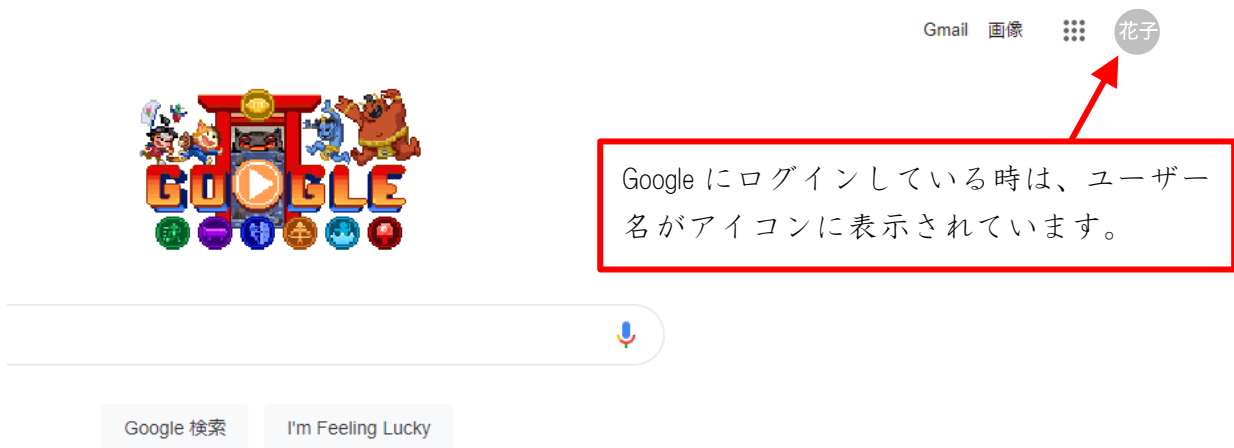 Gmail 画像 花子
GOOGLE
Google にログインしている時は、ユーザー
名がアイコンに表示されています。
Google 検索 I'm Feeling Lucky